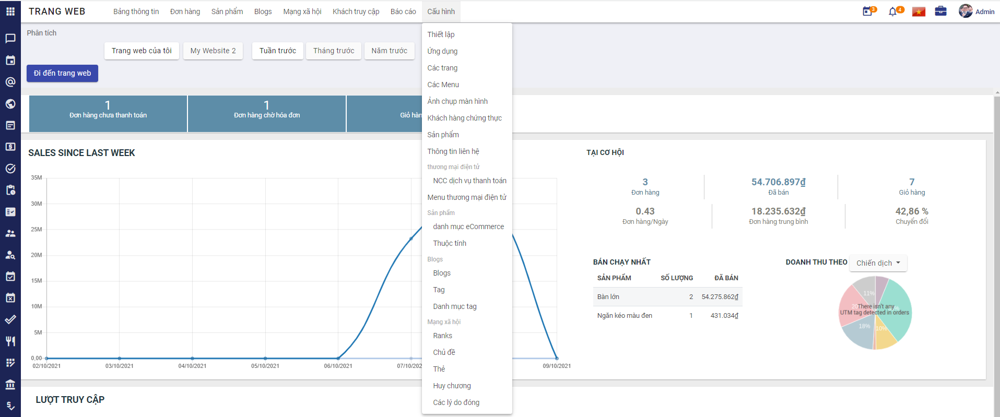 TRANG WEB
Bảng thông tin
Đơn hàng
Sản phẩm
Blogs
Mạng xã hội
Khách truy cập
Báo cáo
Cấu hình
3
4
Admin
Phân tích
Trang web của tôi
My Website 2
Tuần trước
Tháng trước
Năm trước
Đi đến trang web
Thiết lập
Ứng dụng
Các trang
Các Menu
Ảnh chụp màn hình
Khách hàng chứng thực
Sản phẩm
Thông tin liên hệ
thương mại điện tử
NCC dịch vụ thanh toán
Menu thương mại điện tử
Sản phẩm
danh mục eCommerce
Thuộc tính
Blogs
Blogs
Tag
Danh mục tag
Mạng xã hội
Ranks
Chủ đề
Thẻ
Huy chương
Các lý do đóng
1
Đơn hàng chưa thanh toán
1
Đơn hàng chờ hóa đơn
Giỏ hàn
SALES SINCE LAST WEEK
35M
30M
25M
20M
15M
10M
5M
0,00
02/10/2021
03/10/2021
04/10/2021
05/10/2021
06/10/2021
07/10/202
09/10/2021
TẠI CƠ HỘI
3
Đơn hàng
54.706.897₫
Đã bán
7
Giỏ hàng
0.43
Đơn hàng/Ngày
18.235.632₫
Đơn hàng trung bình
42,86 %
Chuyển đổi
BÁN CHẠY NHẤT
SẢN PHẨM SỐ LƯỢNG ĐÃ BÁN
Bàn lớn 2 54.275.862₫
Ngăn kéo màu đen 1 431.034₫
DOANH THU THEO
Chiến dịch
11%
There isn't any
UTM tag detected in orders
18%
10%
LƯỢT TRUY CẬP